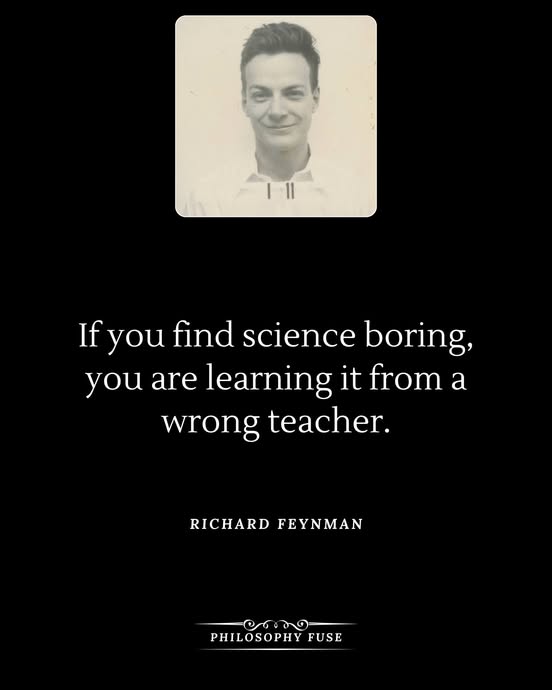 If you find science boring,
you are learning it from a
wrong teacher.
RICHARD FEYNMAN
PHILOSOPHY FUSE